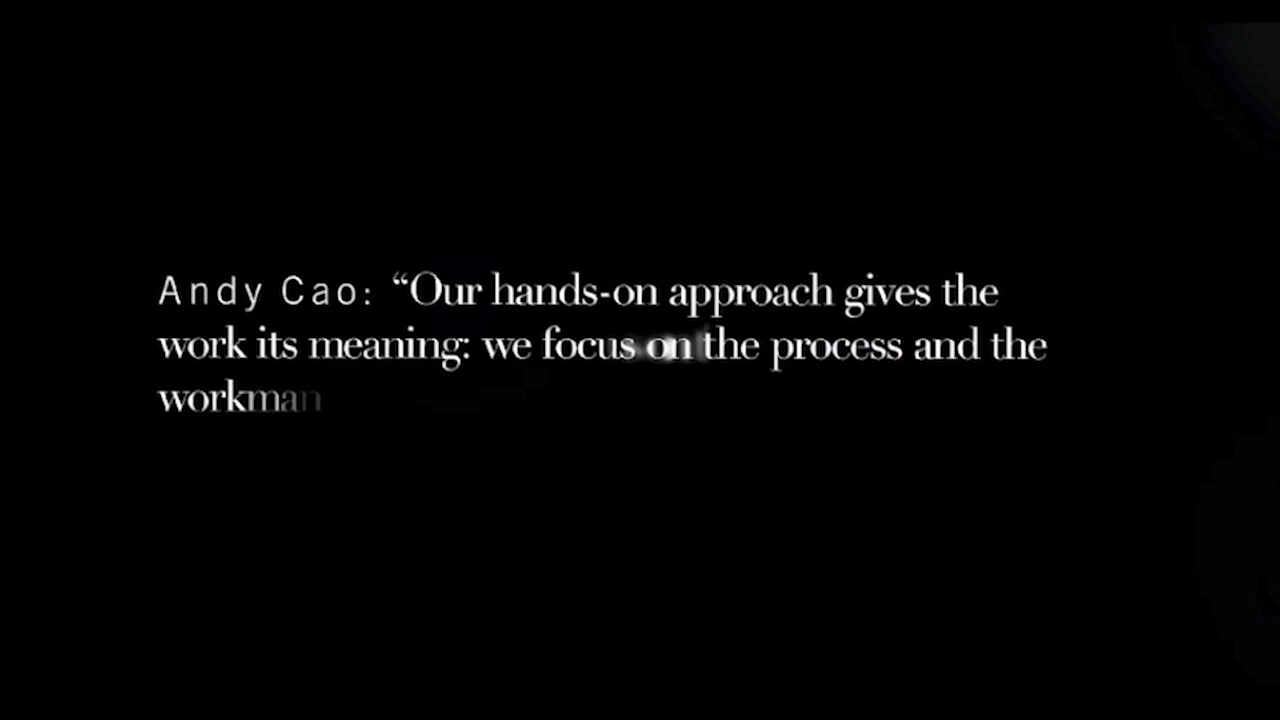 Andy Cao: “Our hands-on approach gives the
work its meaning: we focus on the process and the
workman